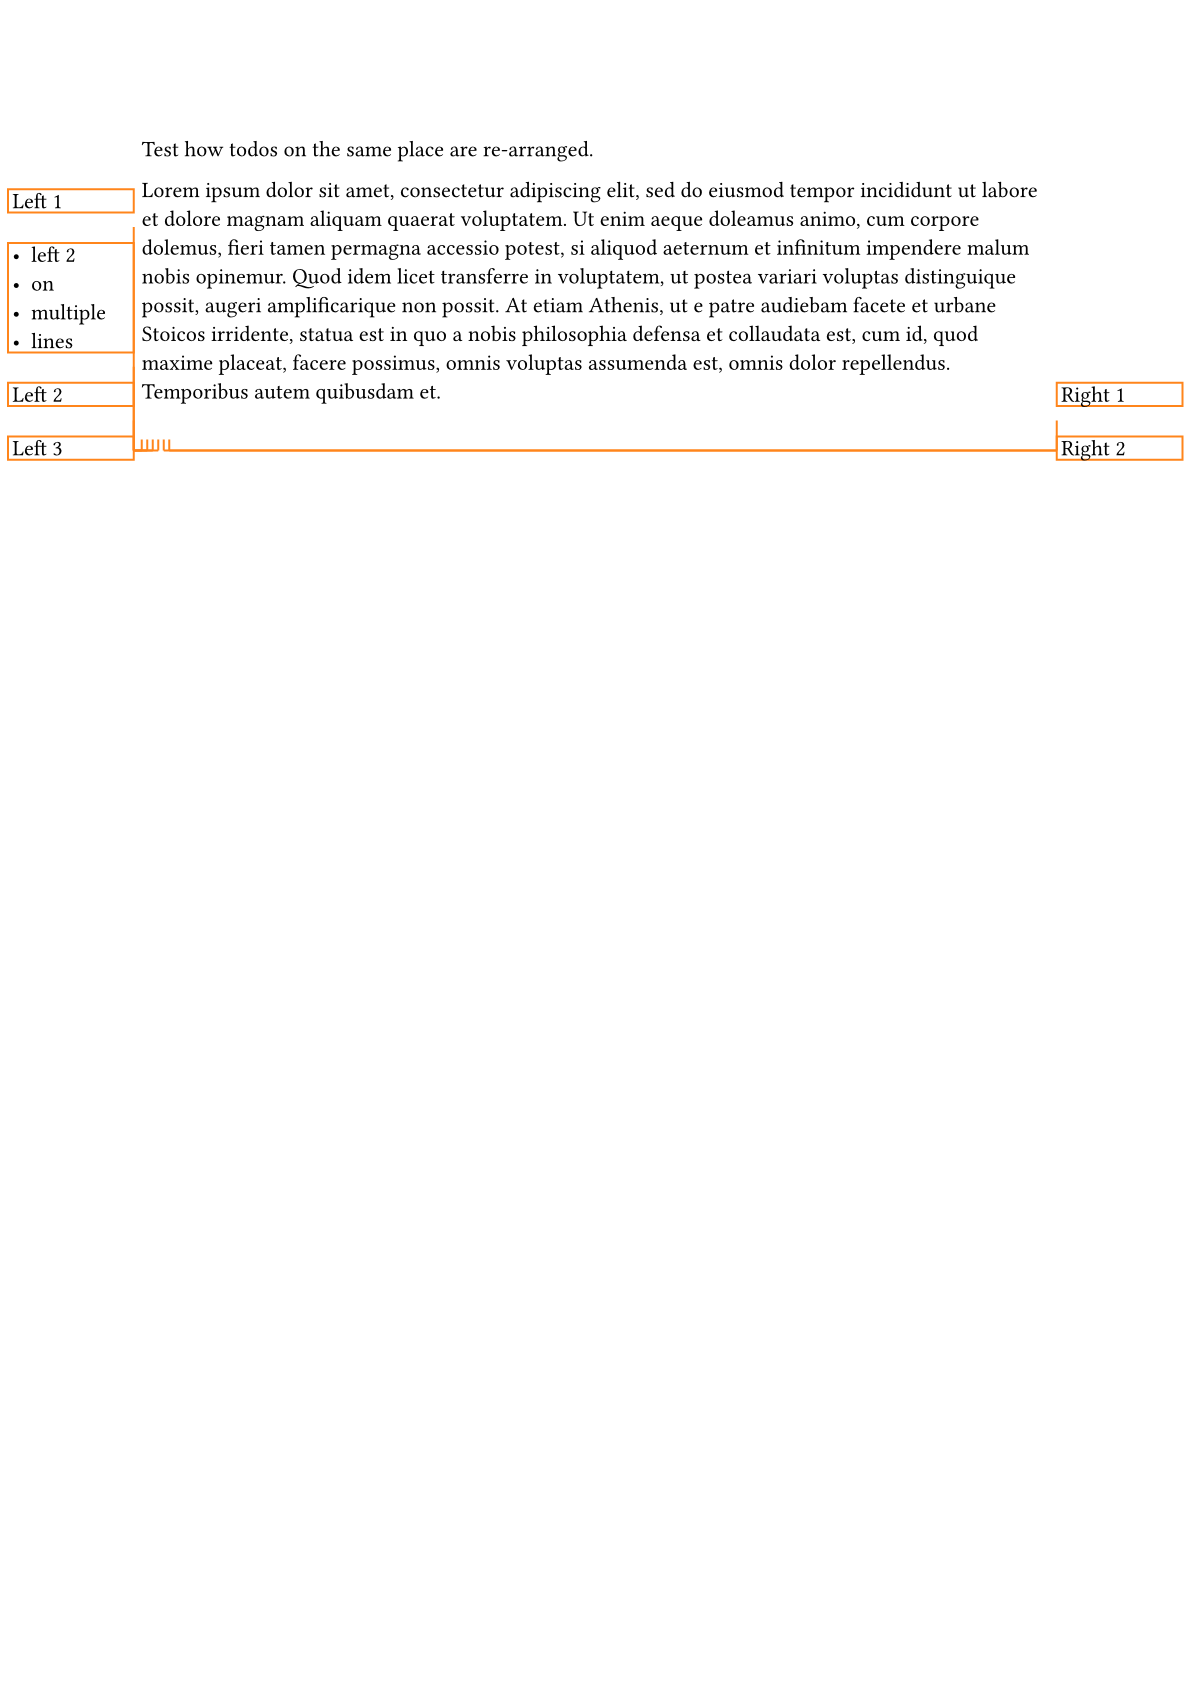 Test how todos on the same place are re-arranged.
Left 1
Lorem ipsum dolor sit amet, consectetur adipiscing elit, sed do eiusmod tempor incididunt ut labore
et dolore magnam aliquam quaerat voluptatem. Ut enim aeque doleamus animo, cum corpore
dolemus, fieri tamen permagna accessio potest, si aliquod aeternum et infinitum impendere malum
nobis opinemur. Quod idem licet transferre in voluptatem, ut postea variari voluptas distinguique
possit, augeri amplificarique non possit. At etiam Athenis, ut e patre audiebam facete et urbane
Stoicos irridente, statua est in quo a nobis philosophia defensa et collaudata est, cum id, quod
maxime placeat, facere possimus, omnis voluptas assumenda est, omnis dolor repellendus.
Temporibus autem quibusdam et.
• left 2
• on
• multiple
• lines
Left 2
Left 3
Right 1
Right 2